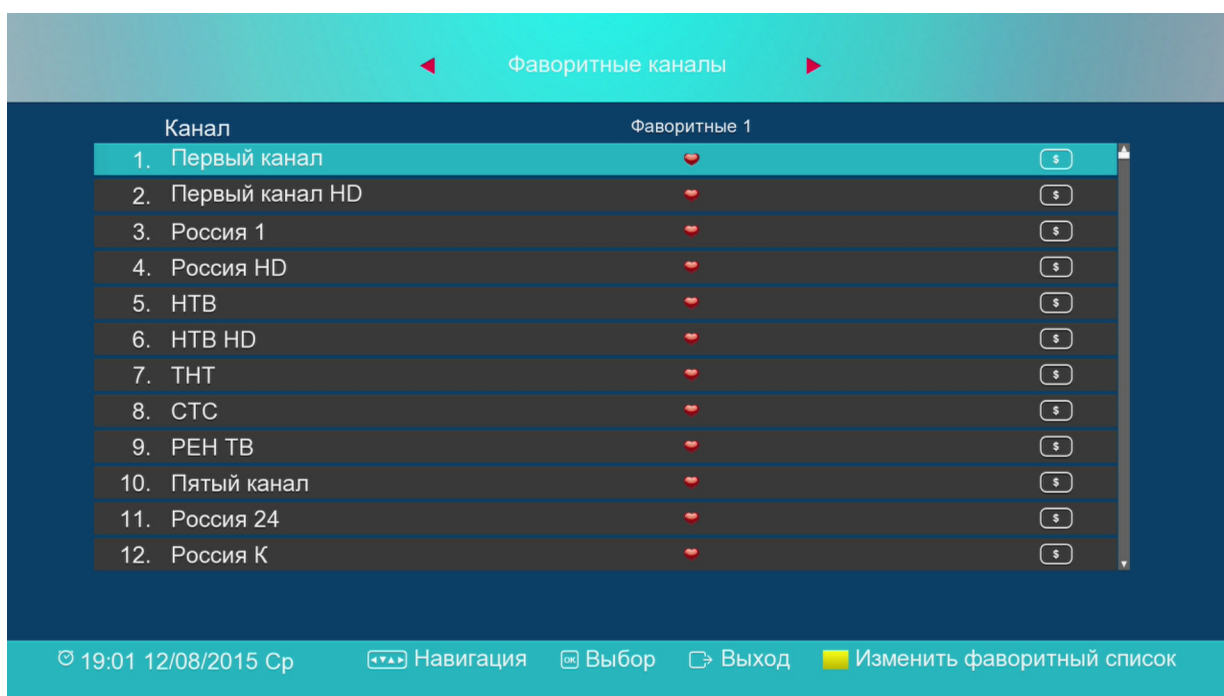 Фаворитные каналы
Канал Фаворитные 1
1. Первый канал $
2. Первый канал HD $
3. Россия 1 $
4. Россия HD $
5. НТВ $
6. НТВ HD $
7. ТНТ $
8. СТС $
9. РЕН ТВ $
10. Пятый канал $
11. Россия 24 $
12. Россия К $
19:01 12/08/2015 Ср Навигация OK Выбор Выход Изменить фаворитный список